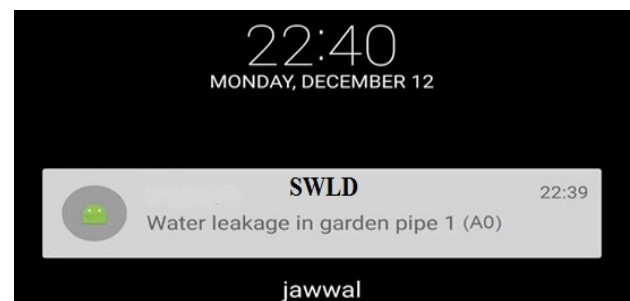 22:40
MONDAY, DECEMBER 12
SWLD 22:39
Water leakage in garden pipe 1 (A0)
jawwal